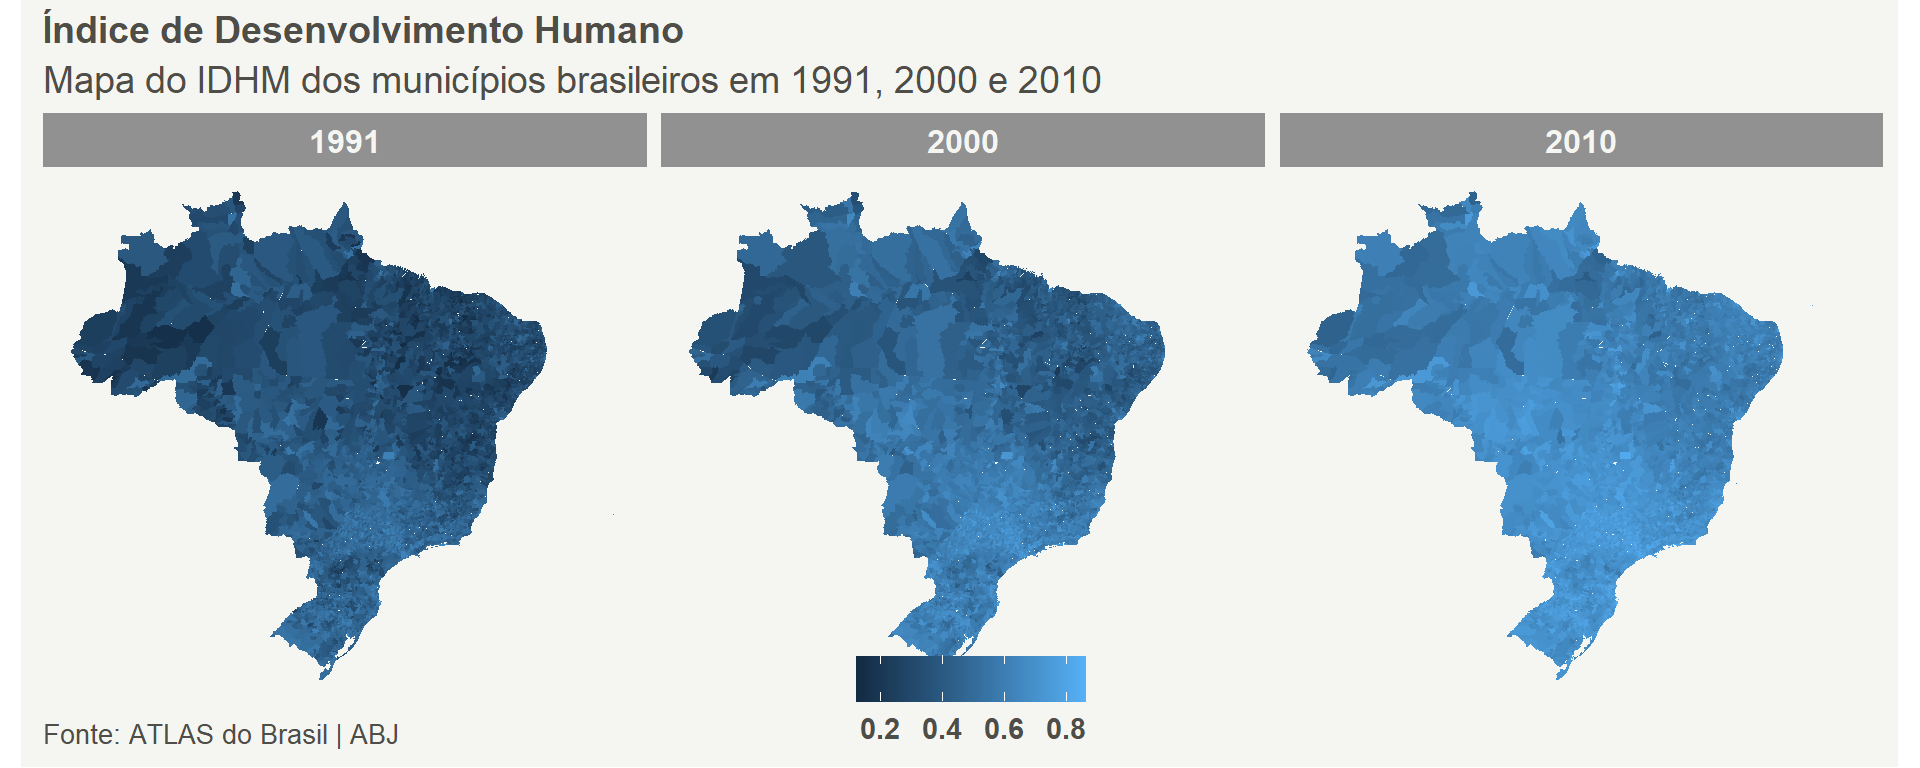 Índice de Desenvolvimento Humano
Mapa do IDHM dos municípios brasileiros em 1991, 2000 e 2010
1991 2000 2010
0.2 0.4 0.6 0.8
Fonte: ATLAS do Brasil | ABJ